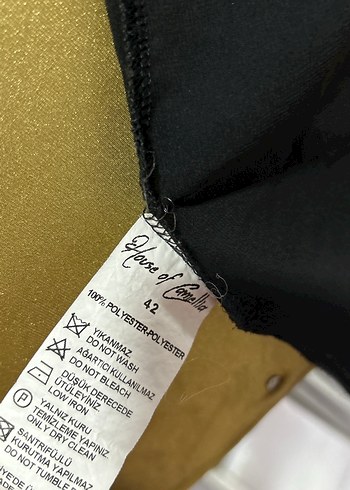 House of Camellia
42
100% POLYESTER-POLYESTER
YIKANMAZ
DO NOT WASH
AĞARTICI KULLANILMAZ
DO NOT BLEACH
DÜŞÜK DERECEDE
ÜTÜLEYİNİZ
LOW IRON
P
YALNIZ KURU
TEMİZLEME YAPINIZ
ONLY DRY CLEAN
SANTRİFÜJLÜ
KURUTMA YAPILMAZ
DO NOT TUMBLE